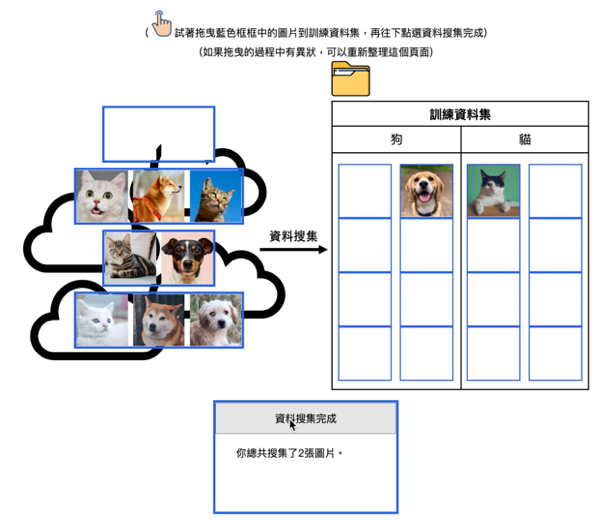 ( 試著拖曳藍色框框中的圖片到訓練資料集，再往下點選資料搜集完成)
(如果拖曳的過程中有異狀，可以重新整理這個頁面)
訓練資料集
狗 貓
資料搜集
資料搜集完成
你總共搜集了2張圖片。